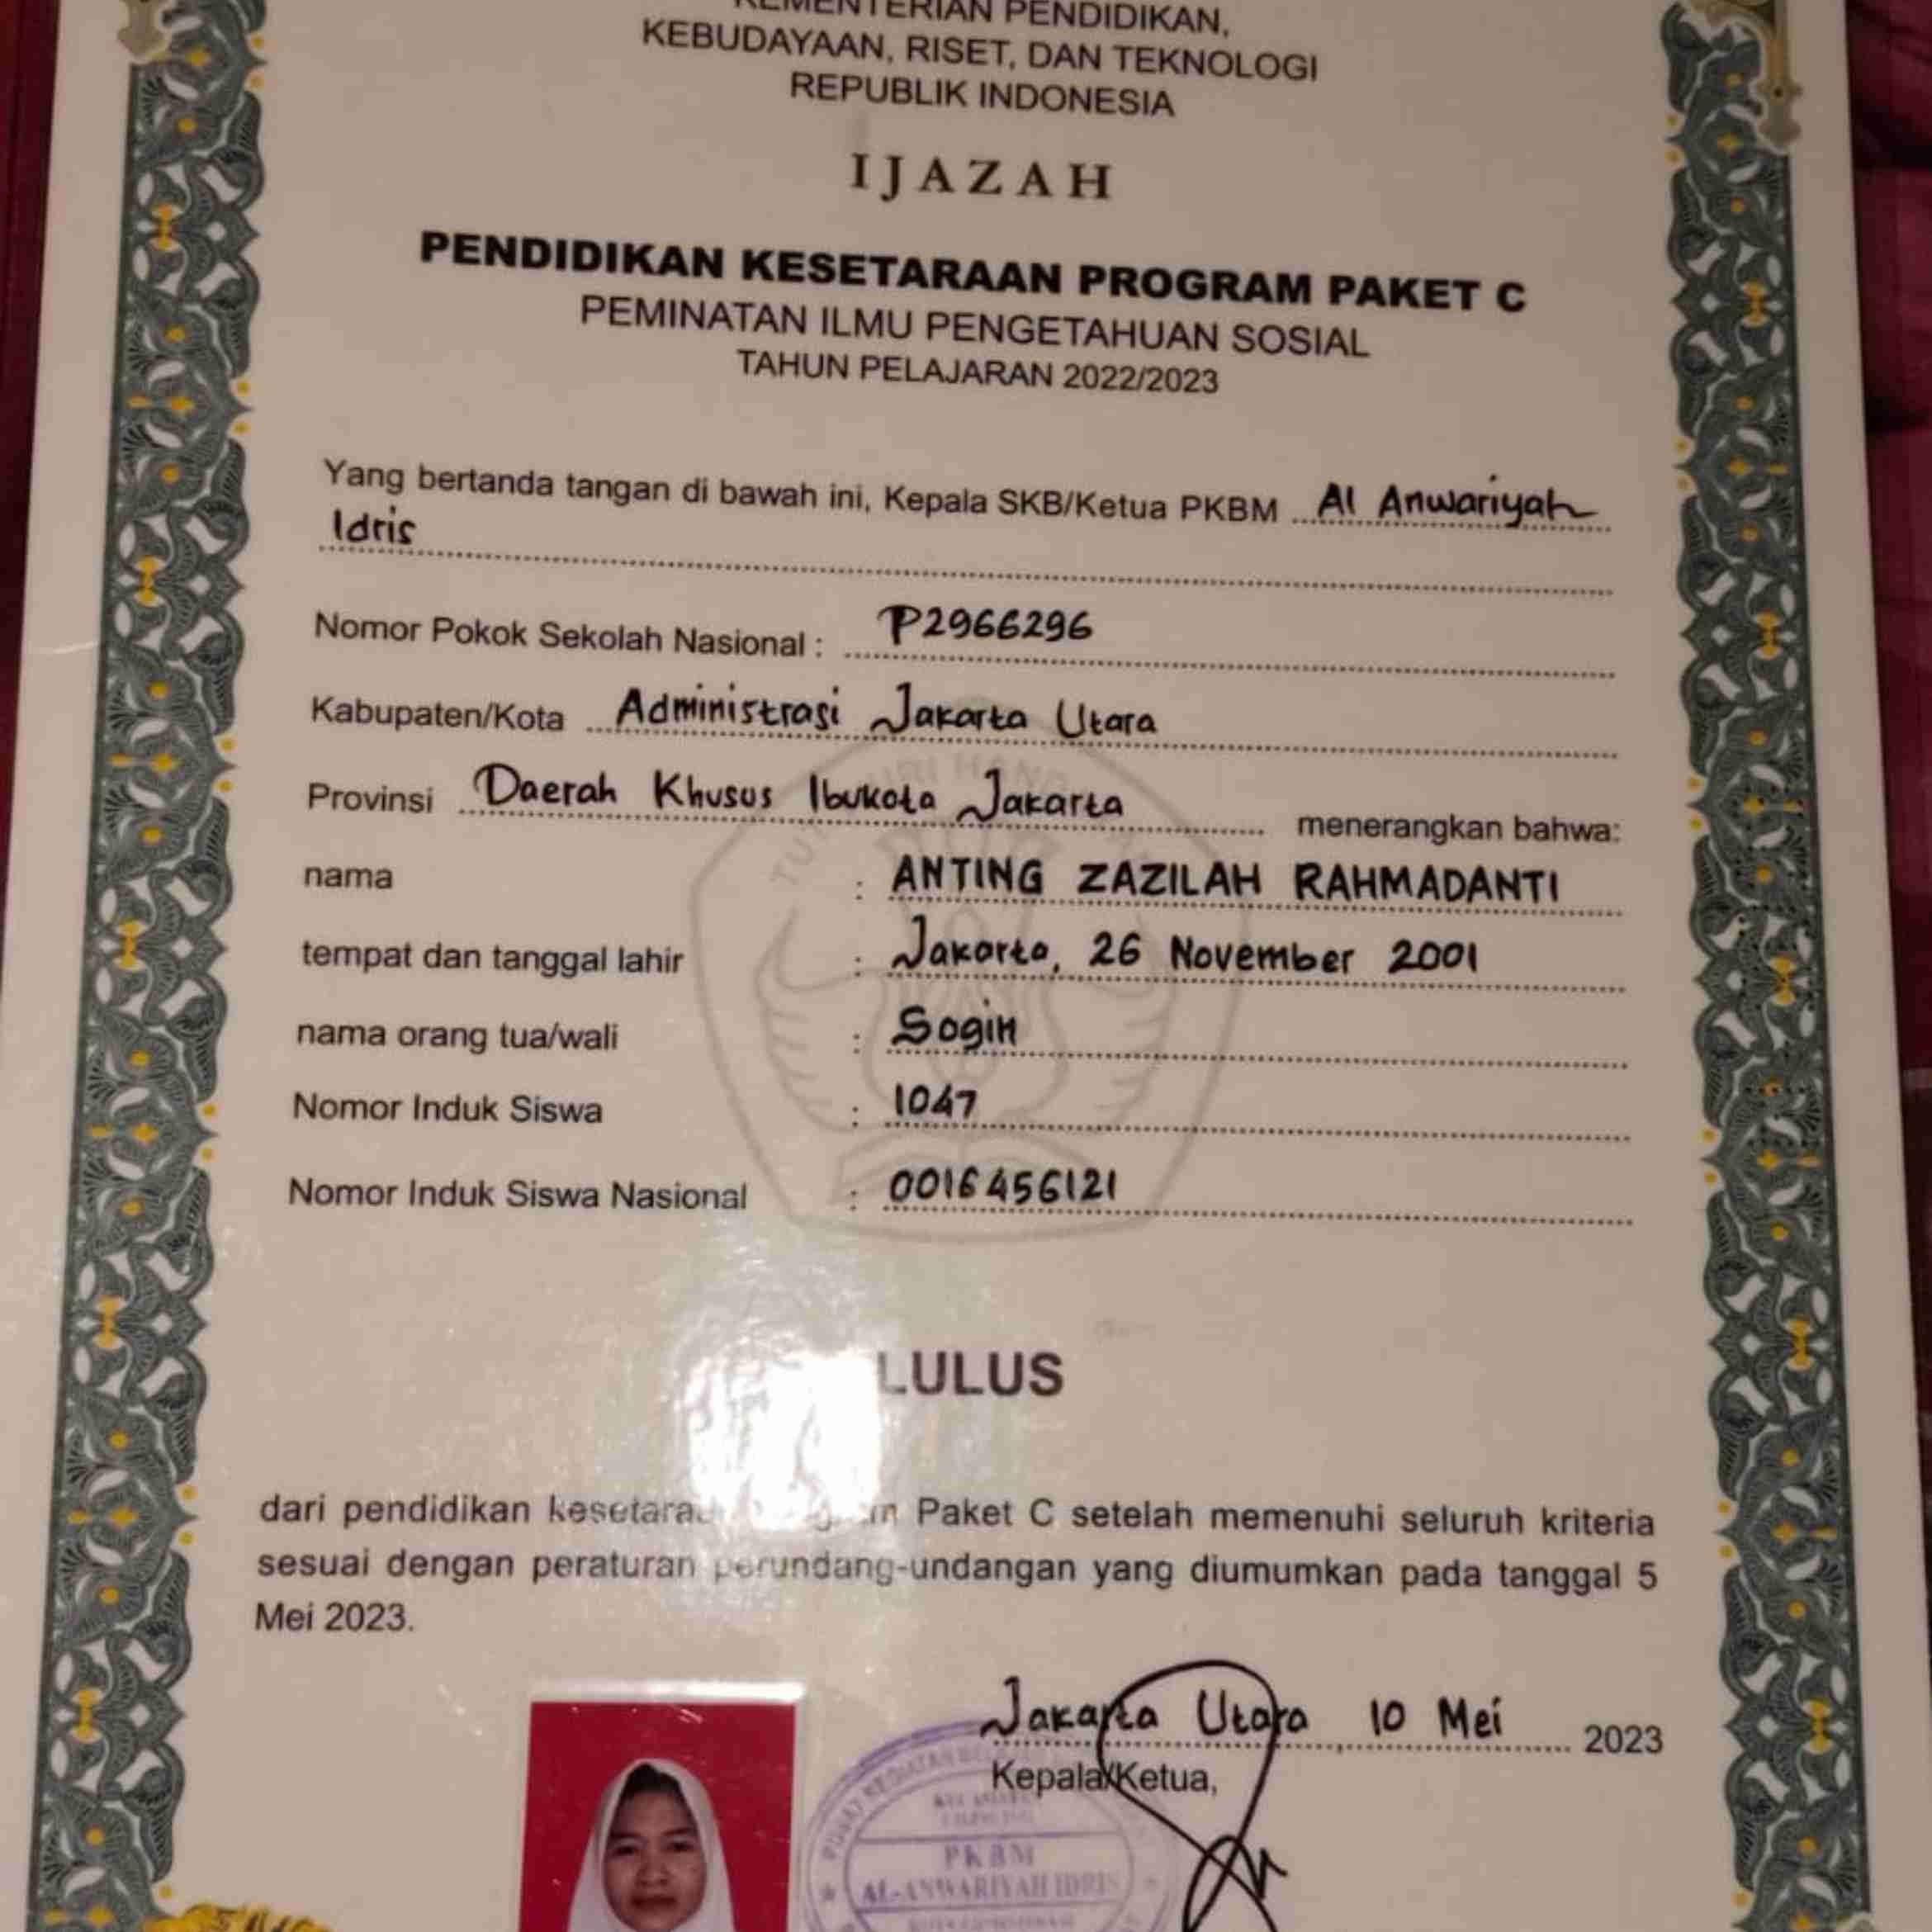 KEMENTERIAN PENDIDIKAN,
KEBUDAYAAN, RISET, DAN TEKNOLOGI
REPUBLIK INDONESIA
IJAZAH
PENDIDIKAN KESETARAAN PROGRAM PAKET C
PEMINATAN ILMU PENGETAHUAN SOSIAL
TAHUN PELAJARAN 2022/2023
Yang bertanda tangan di bawah ini, Kepala SKB/Ketua PKBM Al Anwariyah
Idris
Nomor Pokok Sekolah Nasional : P2966296
Kabupaten/Kota Administrasi Jakarta Utara
Provinsi Daerah Khusus Ibukota Jakarta menerangkan bahwa:
nama : ANTING ZAZILAH RAHMADANTI
tempat dan tanggal lahir : Jakarta, 26 November 2001
nama orang tua/wali : Sogin
Nomor Induk Siswa : 1047
Nomor Induk Siswa Nasional : 0016456121
LULUS
dari pendidikan kesetaraan Paket C setelah memenuhi seluruh kriteria
sesuai dengan peraturan perundang-undangan yang diumumkan pada tanggal 5
Mei 2023.
Jakarta Utara, 10 Mei 2023
Kepala/Ketua,
PUSAT KEGIATAN BELAJAR
PKBM
AL-ANWARIYAH IDRIS